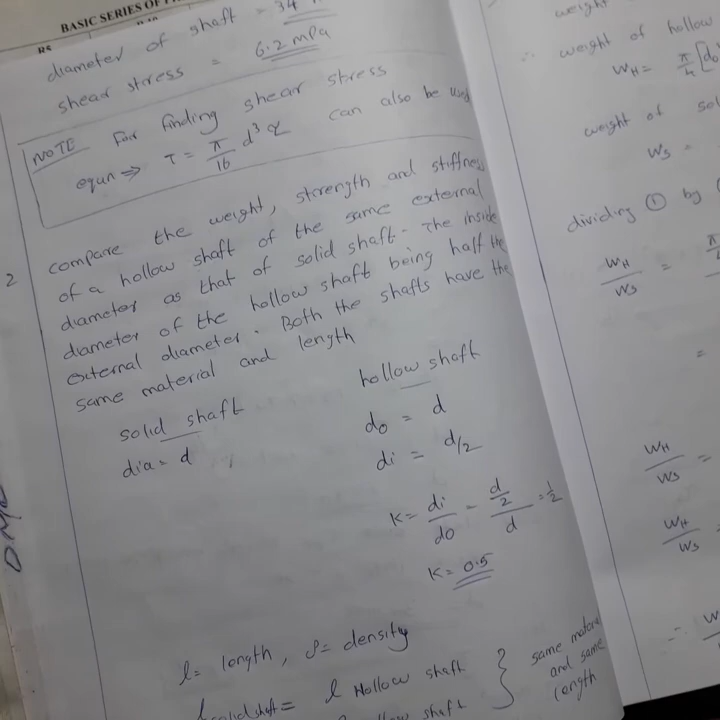 BASIC SERIES OF
diameter of shaft = 34
shear stress = 6.2 mPa
NOTE For finding shear stress
equn ⇒ T = π/16 d³ τ can also be used
2 compare the weight, strength and stiffness
of a hollow shaft of the same external
diameter as that of solid shaft. The inside
diameter of the hollow shaft being half the
external diameter. Both the shafts have the
same material and length
solid shaft
dia = d
hollow shaft
do = d
di = d/2
K = di/do = d/2/d = 1/2
K = 0.5
l = length, ρ = density
l solid shaft = l Hollow shaft
shaft
} same
and same
length
weight
∴ weight of hollow
WH = π/4 [do
weight of
Ws =
dividing ① by
WH/Ws = π/
=
WH/Ws =
WH/Ws =
∴ W